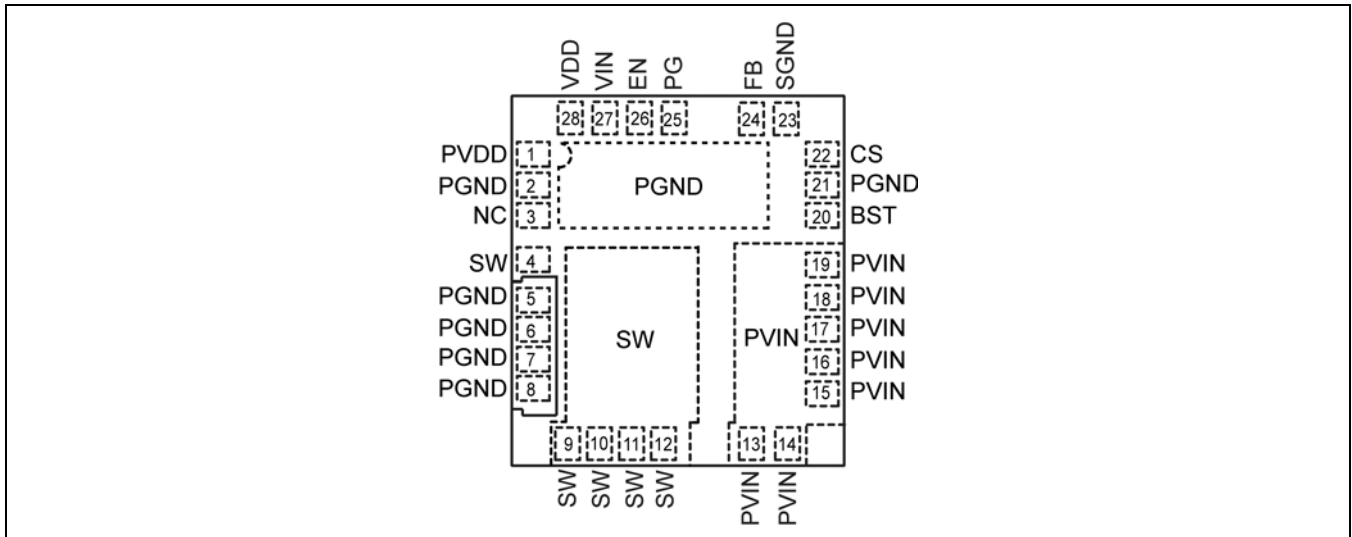 VDD VIN EN PG FB SGND
28 27 26 25 24 23
PVDD 1 22 CS
PGND 2 PGND 21 PGND
NC 3 20 BST
SW 4 19 PVIN
PGND 5 18 PVIN
PGND 6 SW PVIN 17 PVIN
PGND 7 16 PVIN
PGND 8 15 PVIN
9 10 11 12 13 14
SW SW SW SW PVIN PVIN